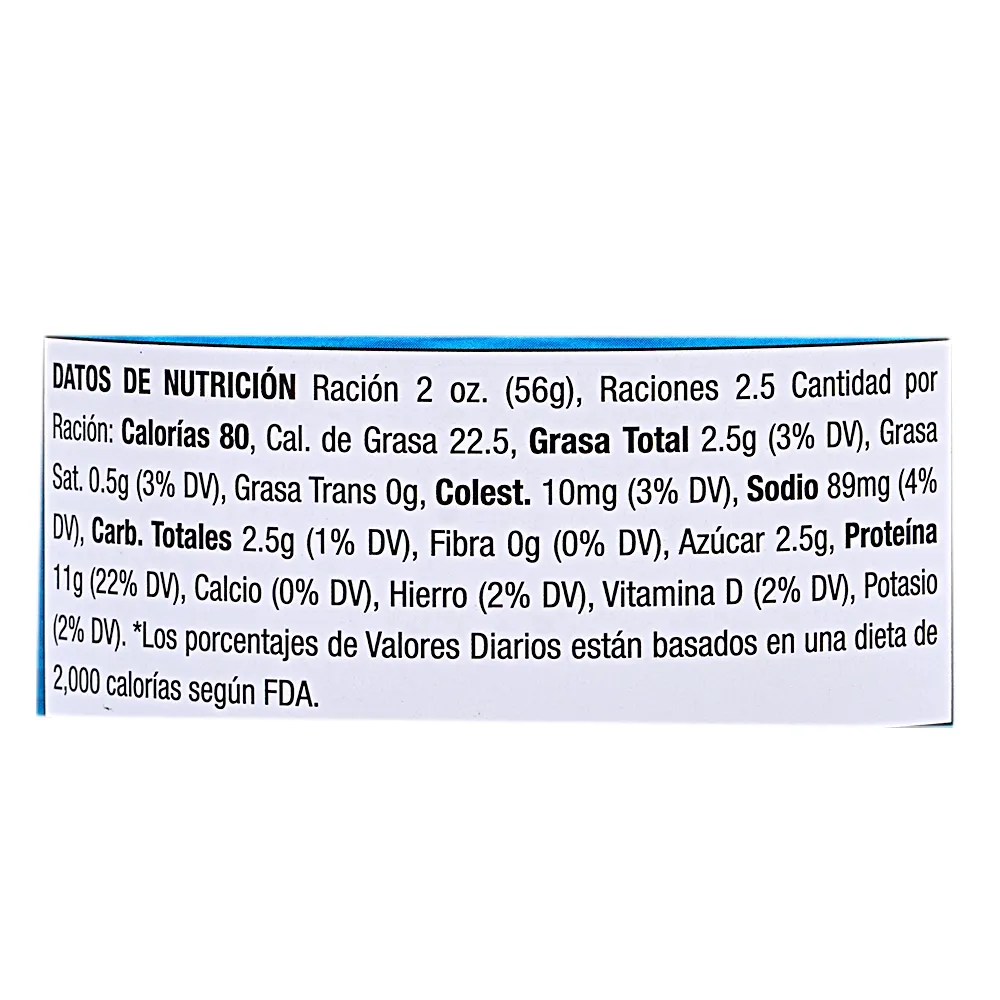 DATOS DE NUTRICIÓN Ración 2 oz. (56g), Raciones 2.5 Cantidad por
Ración: Calorías 80, Cal. de Grasa 22.5, Grasa Total 2.5g (3% DV), Grasa
Sat. 0.5g (3% DV), Grasa Trans 0g, Colest. 10mg (3% DV), Sodio 89mg (4%
DV), Carb. Totales 2.5g (1% DV), Fibra 0g (0% DV), Azúcar 2.5g, Proteína
11g (22% DV), Calcio (0% DV), Hierro (2% DV), Vitamina D (2% DV), Potasio
(2% DV). *Los porcentajes de Valores Diarios están basados en una dieta de
2,000 calorías según FDA.